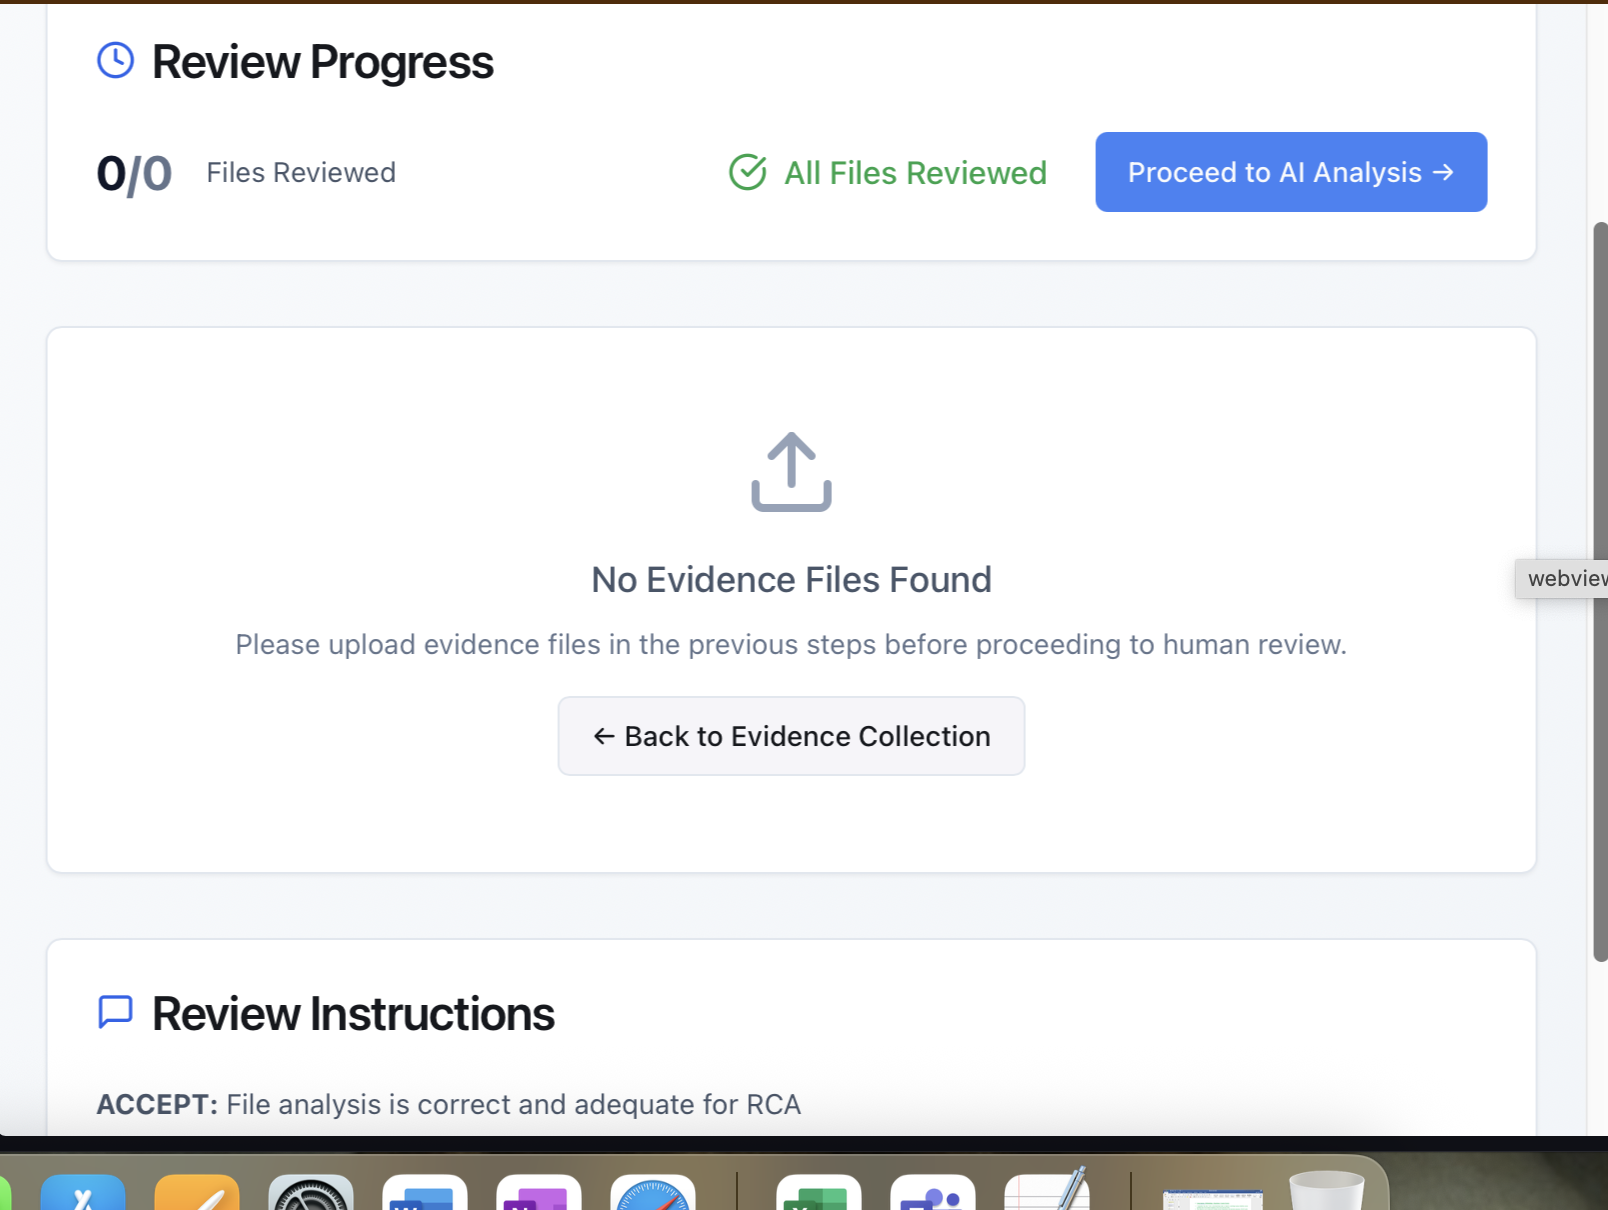 Review Progress
0/0 Files Reviewed
All Files Reviewed
Proceed to AI Analysis →
No Evidence Files Found
Please upload evidence files in the previous steps before proceeding to human review.
← Back to Evidence Collection
webview
Review Instructions
ACCEPT: File analysis is correct and adequate for RCA